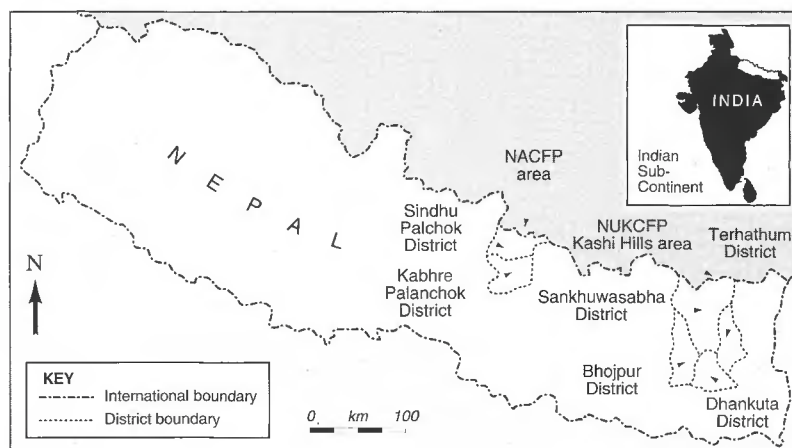 INDIA
Indian
Sub-
Continent
NEPAL
NACFP
area
Sindhu
Palchok
District
NUKCFP
Kashi Hills area
Terhathum
District
Kabhre
Palanchok
District
Sankhuwasabha
District
N
Bhojpur
District
Dhankuta
District
KEY
International boundary
District boundary
0 km 100